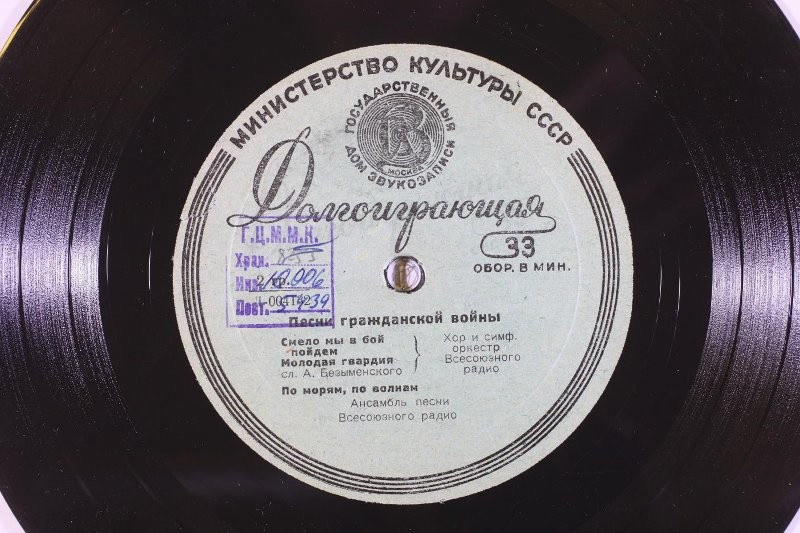 МИНИСТЕРСТВО КУЛЬТУРЫ СССР
ГОСУДАРСТВЕННЫЙ
ДОМ ЗВУКОЗАПИСИ
МОСКВА
Долгоиграющая
33
ОБОР. В МИН.
Г.Ц.М.М.К.
Хран.
Инв.
Пост.
Песни гражданской войны
Смело мы в бой
пойдем
Молодая гвардия
сл. А. Безыменского
Хор и симф.
оркестр
Всесоюзного
радио
По морям, по волнам
Ансамбль песни
Всесоюзного радио